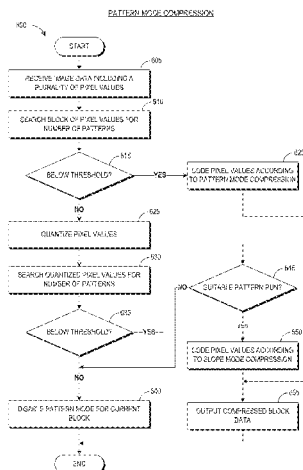 PATTERN MODE COMPRESSION
600
START
605
RECEIVE IMAGE DATA INCLUDING A
PLURALITY OF PIXEL VALUES
610
SEARCH BLOCK OF PIXEL VALUES FOR
NUMBER OF PATTERNS
615
BELOW THRESHOLD?
YES
620
CODE PIXEL VALUES ACCORDING
TO PATTERN MODE COMPRESSION
NO
625
QUANTIZE PIXEL VALUES
630
SEARCH QUANTIZED PIXEL VALUES FOR
NUMBER OF PATTERNS
635
BELOW THRESHOLD?
YES
NO
645
SUITABLE PATTERN RUN?
NO
YES
650
CODE PIXEL VALUES ACCORDING
TO SLOPE MODE COMPRESSION
PATTERN MODE FOR CURRENT
BLOCK
655
OUTPUT COMPRESSED BLOCK
DATA
END